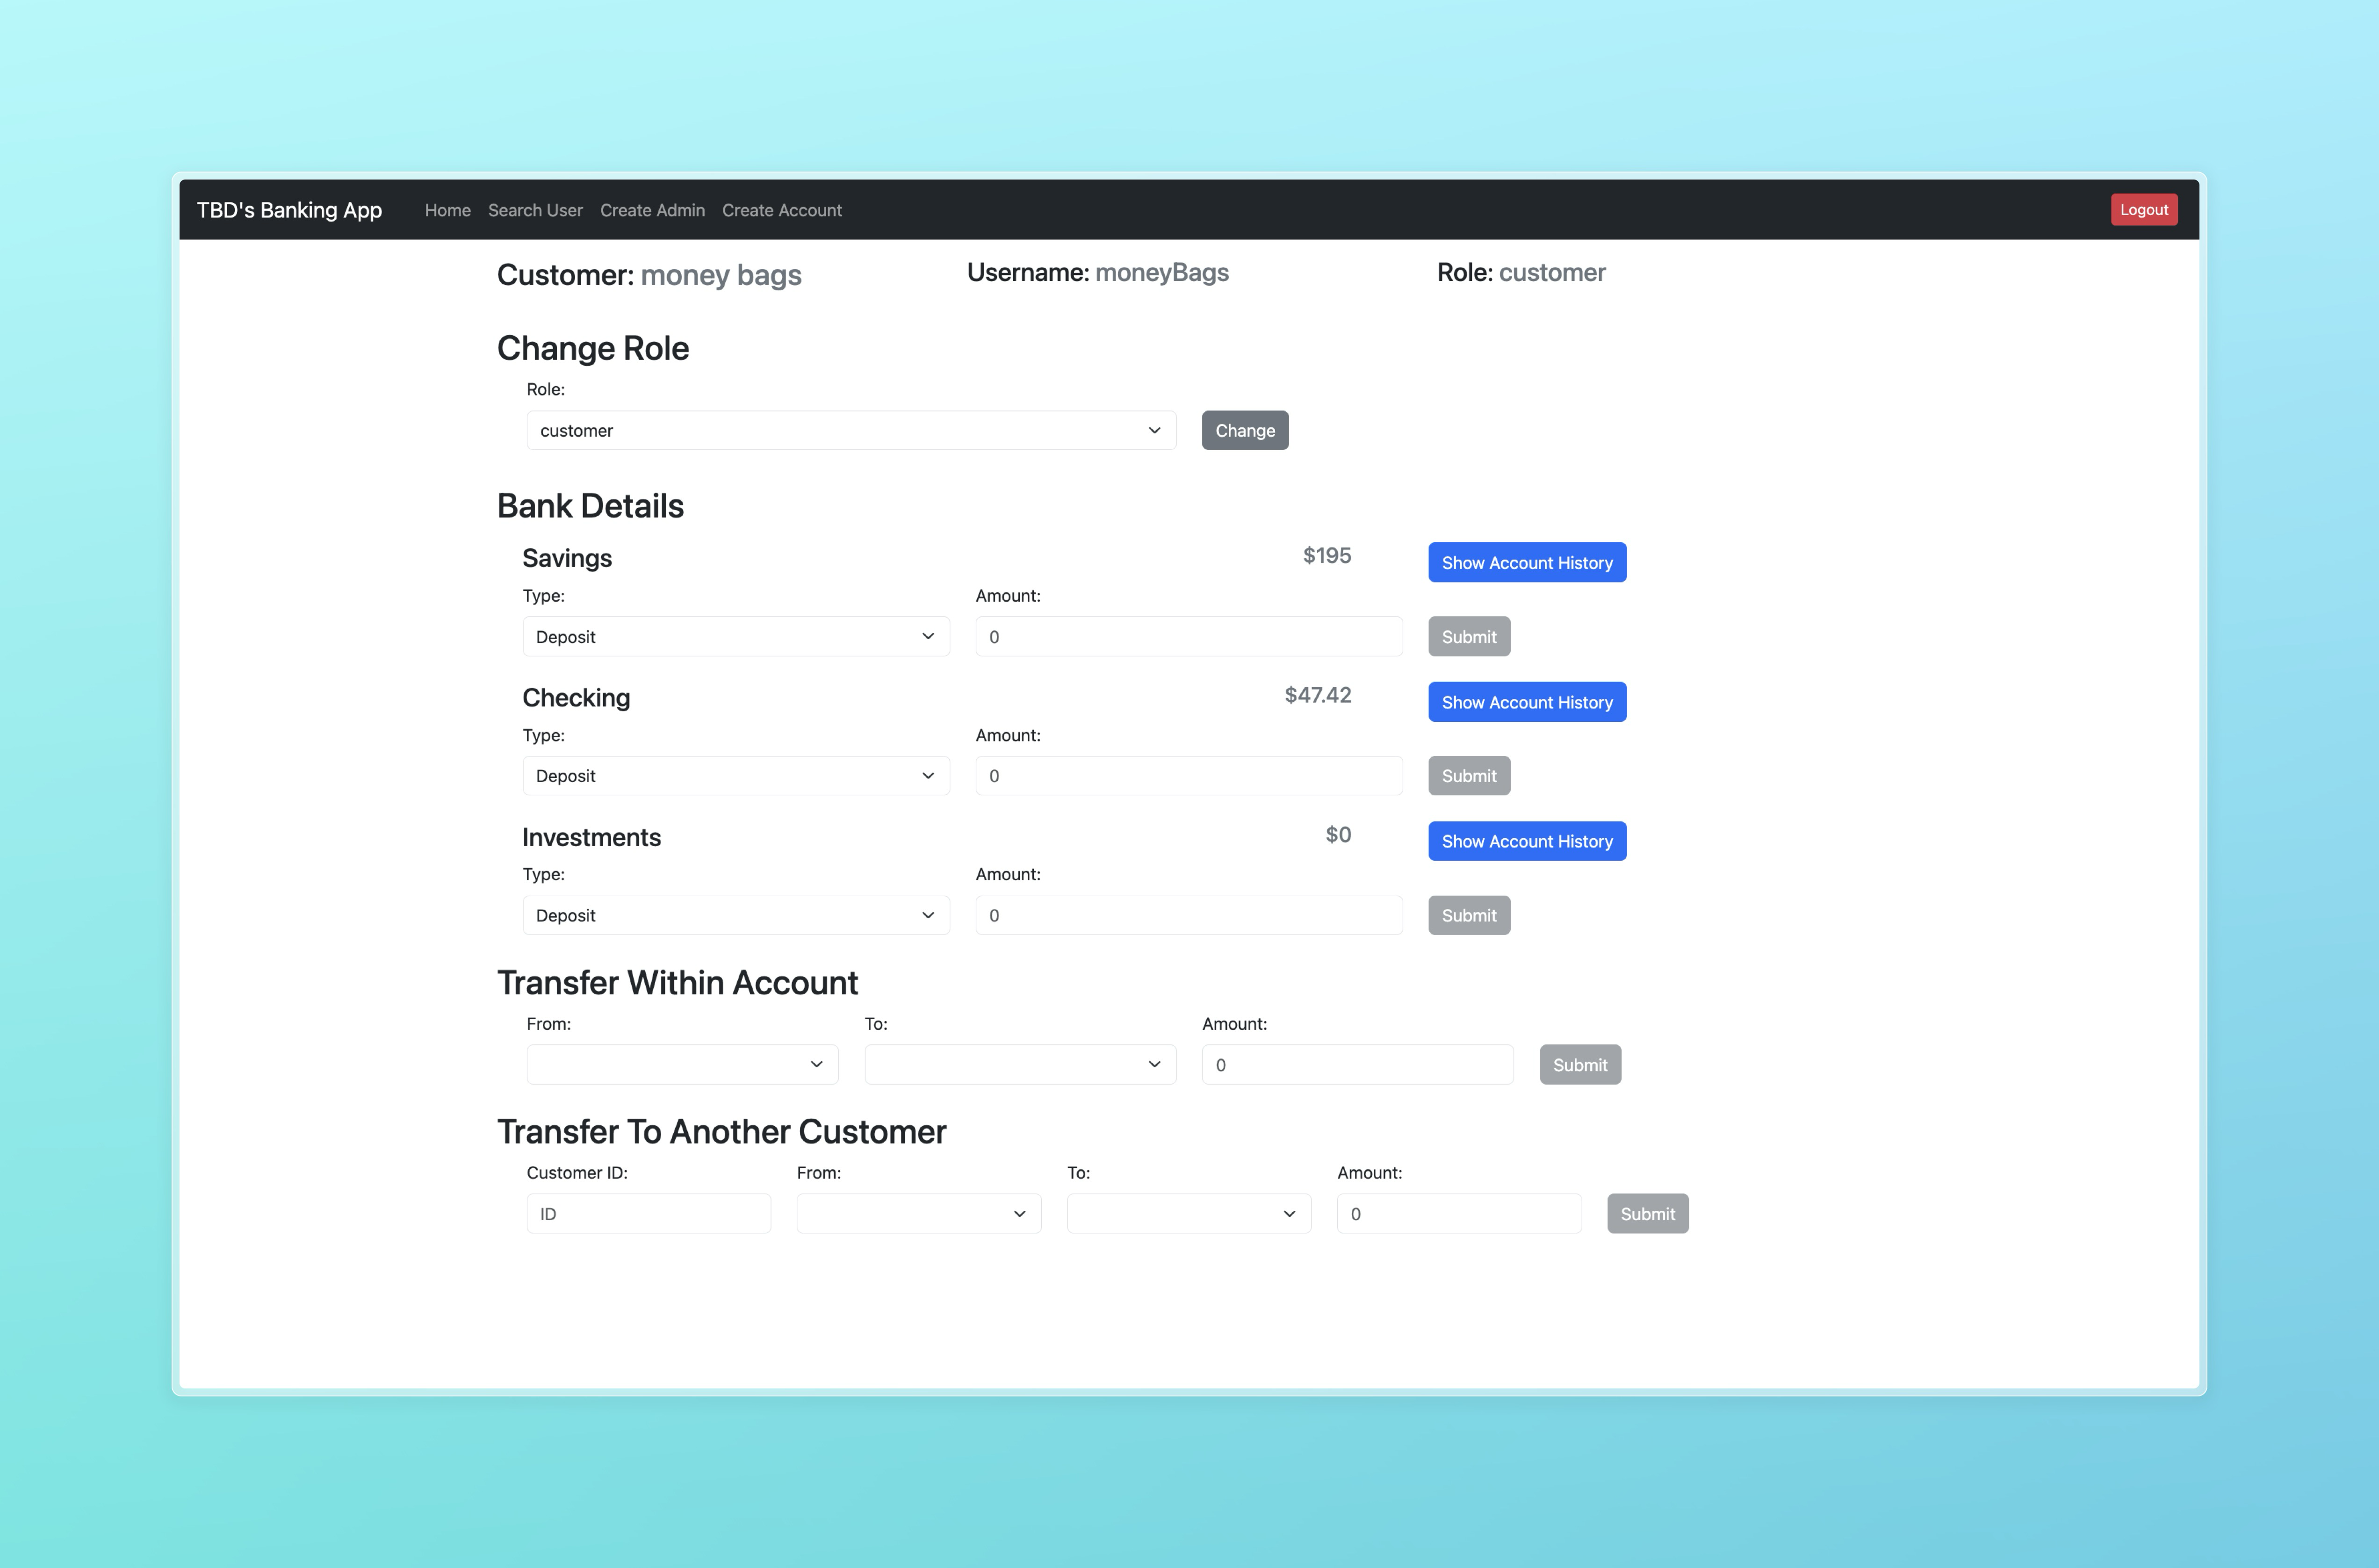 TBD's Banking App Home Search User Create Admin Create Account Logout
Customer: money bags Username: moneyBags Role: customer
Change Role
Role:
customer Change
Bank Details
Savings $195 Show Account History
Type: Amount:
Deposit 0 Submit
Checking $47.42 Show Account History
Type: Amount:
Deposit 0 Submit
Investments $0 Show Account History
Type: Amount:
Deposit 0 Submit
Transfer Within Account
From: To: Amount:
0 Submit
Transfer To Another Customer
Customer ID: From: To: Amount:
ID 0 Submit